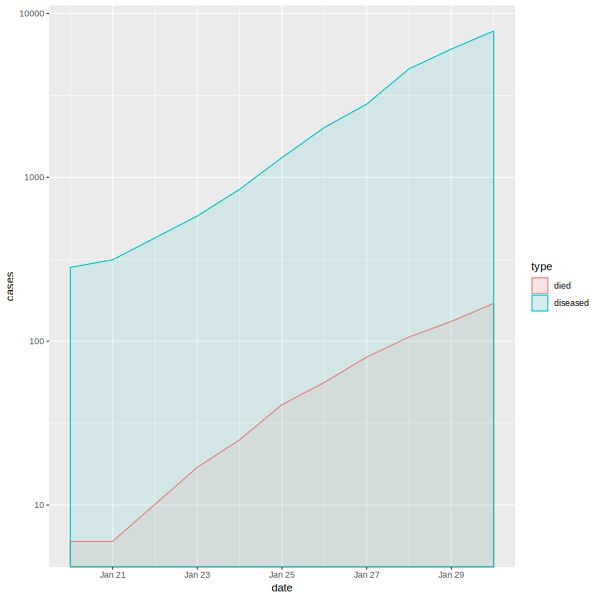 10000
1000
100
10
cases
Jan 21
Jan 23
Jan 25
Jan 27
Jan 29
date
type
died
diseased